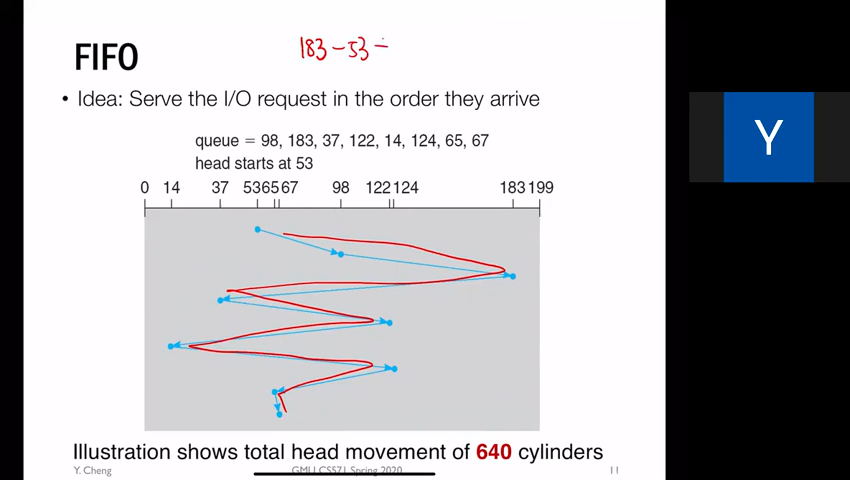 FIFO
183-53-
• Idea: Serve the I/O request in the order they arrive
queue = 98, 183, 37, 122, 14, 124, 65, 67
head starts at 53
0 14 37 53 65 67 98 122 124 183 199
Illustration shows total head movement of 640 cylinders
Y. Cheng GMU CS571 Spring 2020 11
Y